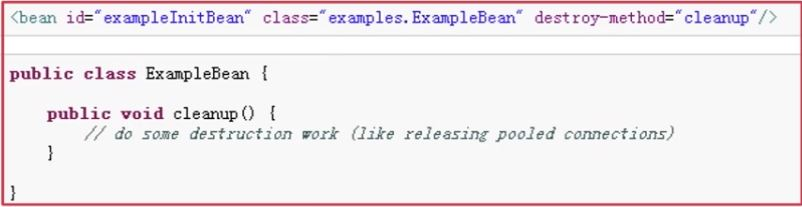 <bean id="exampleInitBean" class="examples.ExampleBean" destroy-method="cleanup"/>
public class ExampleBean {
public void cleanup() {
// do some destruction work (like releasing pooled connections)
}
}